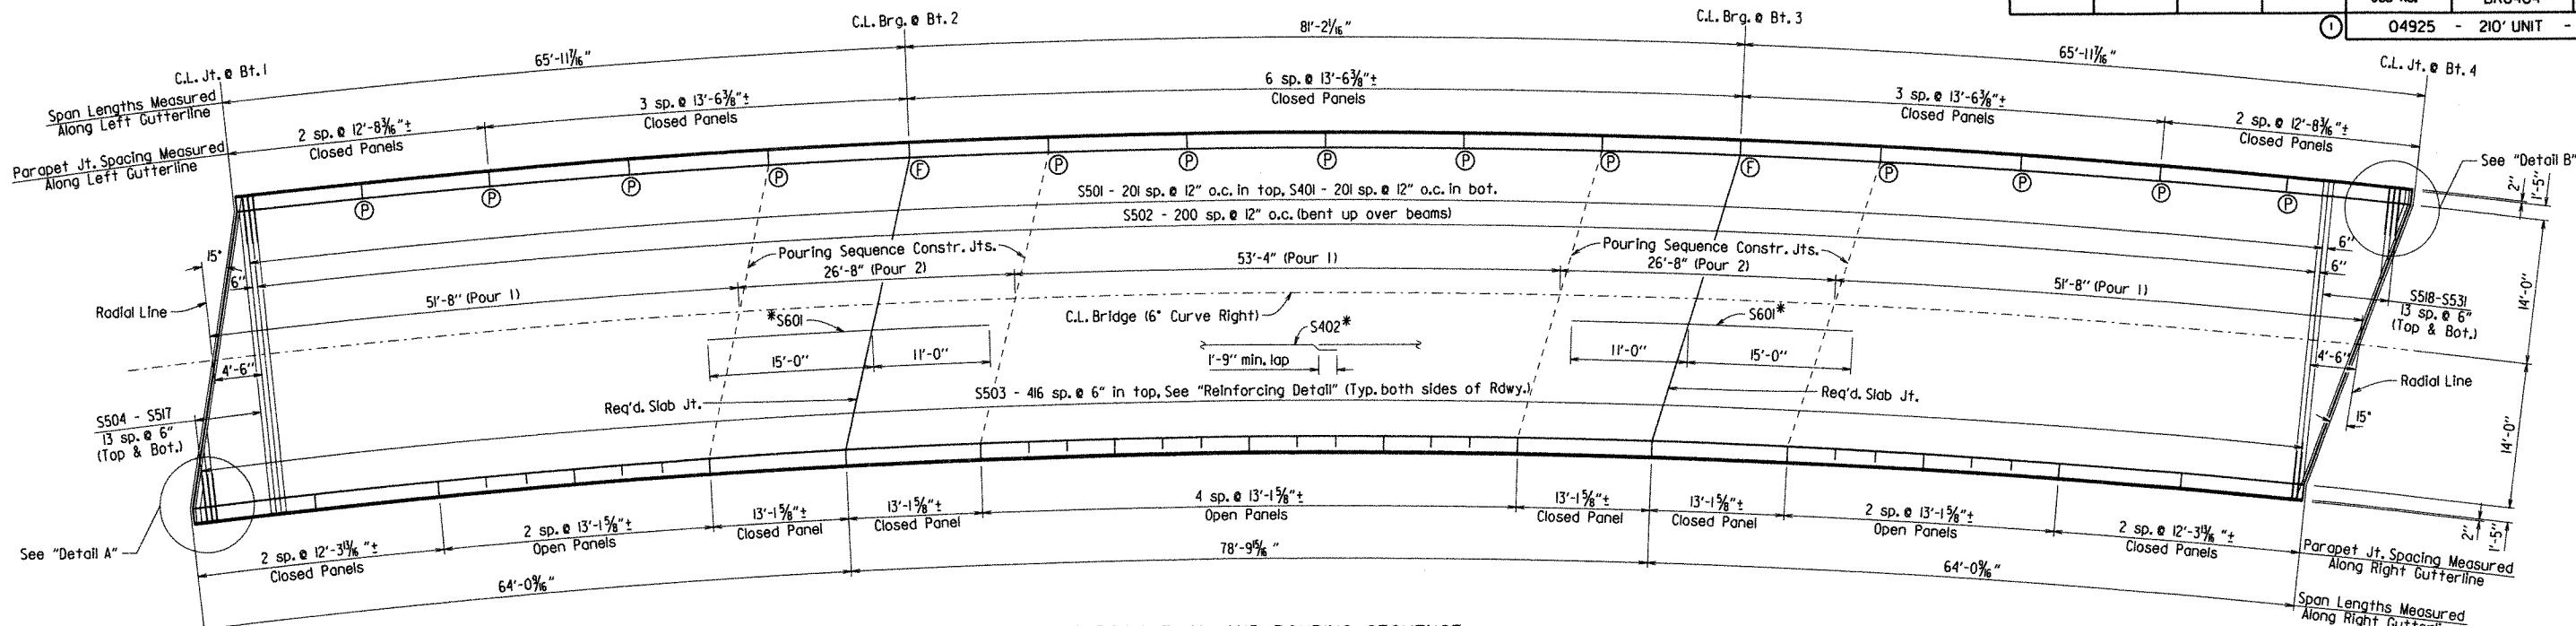 04925 - 210' UNIT -
①
C.L. Brg. @ Bt. 2
C.L. Brg. @ Bt. 3
81'-2 1/16"
65'-11 7/16"
65'-11 7/16"
C.L. Jt. @ Bt. 1
C.L. Jt. @ Bt. 4
Span Lengths Measured
Along Left Gutterline
6 sp. @ 13'-6 3/8"±
Closed Panels
3 sp. @ 13'-6 3/8"±
Closed Panels
3 sp. @ 13'-6 3/8"±
Closed Panels
2 sp. @ 12'-8 3/16"±
Closed Panels
2 sp. @ 12'-8 3/16"±
Closed Panels
Parapet Jt. Spacing Measured
Along Left Gutterline
See "Detail B"
2"
1'-5"
P P P P F P P P P P F P P P P
S501 - 201 sp. @ 12" o.c. in top, S401 - 201 sp. @ 12" o.c. in bot.
S502 - 200 sp. @ 12" o.c. (bent up over beams)
Pouring Sequence Constr. Jts.
Pouring Sequence Constr. Jts.
15°
6"
6"
6"
26'-8" (Pour 2)
53'-4" (Pour 1)
26'-8" (Pour 2)
51'-8" (Pour 1)
51'-8" (Pour 1)
Radial Line
S518-S531
13 sp. @ 6"
(Top & Bot.)
14'-0"
*S601
C.L. Bridge (6° Curve Right)
S402*
S601*
15'-0"
11'-0"
1'-9" min. lap
11'-0"
15'-0"
4'-6"
4'-6"
Radial Line
S504 - S517
13 sp. @ 6"
(Top & Bot.)
Req'd. Slab Jt.
S503 - 416 sp. @ 6" in top, See "Reinforcing Detail" (Typ. both sides of Rdwy.)
Req'd. Slab Jt.
15°
14'-0"
See "Detail A"
2 sp. @ 12'-3 13/16"±
Closed Panels
2 sp. @ 13'-1 5/8"±
Open Panels
13'-1 5/8"±
Closed Panel
13'-1 5/8"±
Closed Panel
4 sp. @ 13'-1 5/8"±
Open Panels
13'-1 5/8"±
Closed Panel
13'-1 5/8"±
Closed Panel
2 sp. @ 13'-1 5/8"±
Open Panels
2 sp. @ 12'-3 13/16"±
Closed Panels
2"
1'-5"
Parapet Jt. Spacing Measured
Along Right Gutterline
64'-0 9/16"
78'-9 15/16"
64'-0 9/16"
Span Lengths Measured
Along Right